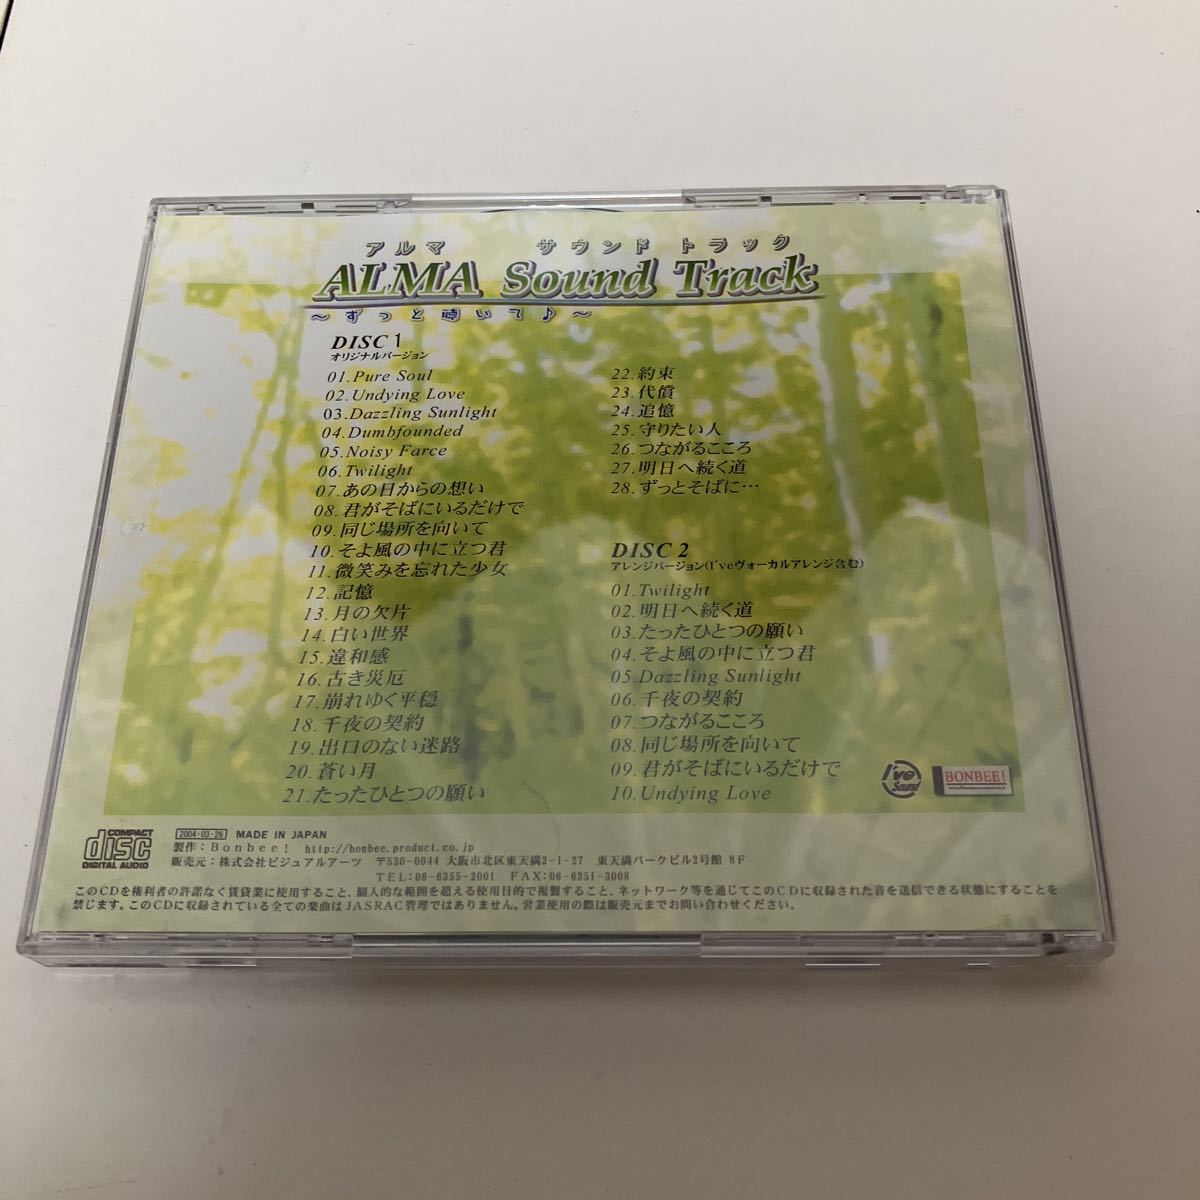 アルマ サウンド トラック
ALMA Sound Track
～ずっと聴いて♪～
DISC 1
オリジナルバージョン
01.Pure Soul
02.Undying Love
03.Dazzling Sunlight
04.Dumbfounded
05.Noisy Farce
06.Twilight
07.あの日からの想い
08.君がそばにいるだけで
09.同じ場所を向いて
10.そよ風の中に立つ君
11.微笑みを忘れた少女
12.記憶
13.月の欠片
14.白い世界
15.違和感
16.古き災厄
17.崩れゆく平穏
18.千夜の契約
19.出口のない迷路
20.蒼い月
21.たったひとつの願い
22.約束
23.代償
24.追憶
25.守りたい人
26.つながるこころ
27.明日へ続く道
28.ずっとそばに…
DISC 2
アレンジバージョン(I'veヴォーカルアレンジ含む)
01.Twilight
02.明日へ続く道
03.たったひとつの願い
04.そよ風の中に立つ君
05.Dazzling Sunlight
06.千夜の契約
07.つながるこころ
08.同じ場所を向いて
09.君がそばにいるだけで
10.Undying Love
I've Sound
BONBEE!
COMPACT disc DIGITAL AUDIO
2004-03-26 MADE IN JAPAN
製作：Bonbee! http://bonbee.product.co.jp
販売元：株式会社ビジュアルアーツ 〒530-0044 大阪市北区東天満2-1-27 東天満パークビル2号館 8F
TEL:06-6355-2001 FAX:06-6351-3008
このCDを権利者の許諾なく賃貸業に使用すること、個人的な範囲を超える使用目的で複製すること、ネットワーク等を通じてこのCDに収録された音を送信できる状態にすることを
禁じます。このCDに収録されている全ての楽曲はJASRAC管理ではありません。営業使用の際は販売元までお問い合わせください。